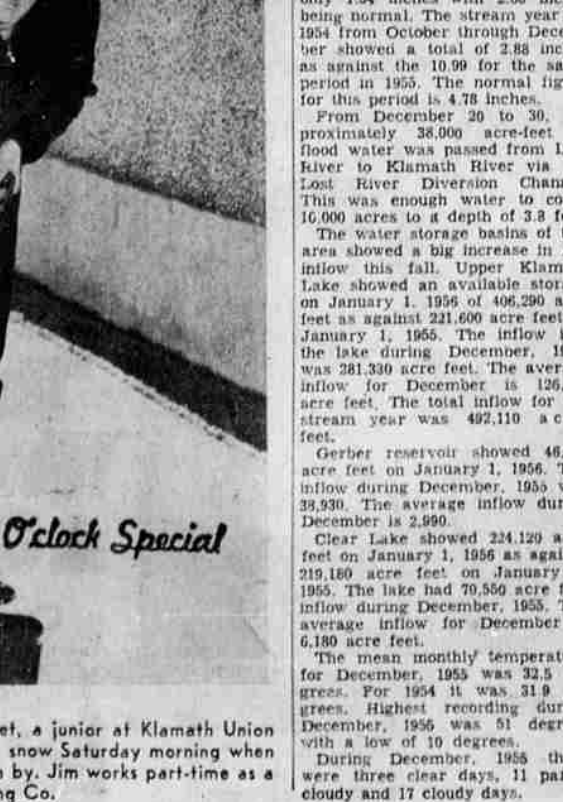 O'clock Special
et, a junior at Klamath Union
snow Saturday morning when
by. Jim works part-time as a
ng Co.
only 1.94 inches with
being normal. The stream year
1954 from October through Dece
ber showed a total of 2.88 inc
as against the 10.99 for the sa
period in 1955. The normal fig
for this period is 4.78 inches.
From December 20 to 30,
proximately 38,000 acre-feet
flood water was passed from L
River to Klamath River via
Lost River Diversion Chann
This was enough water to co
10,000 acres to a depth of 3.8 f
The water storage basins of
area showed a big increase in
inflow this fall. Upper Klam
Lake showed an available stor
on January 1, 1956 of 406,290 a
feet as against 221,600 acre feet
January 1, 1955. The inflow i
the lake during December, 19
was 281,330 acre feet. The aver
inflow for December is 126,
acre feet. The total inflow for
stream year was 492,110 a c
feet.
Gerber reservoir showed 46,
acre feet on January 1, 1956. T
inflow during December, 1955 w
38,930. The average inflow dur
December is 2,990.
Clear Lake showed 224,120 a
feet on January 1, 1956 as agai
219,180 acre feet on January
1955. The lake had 70,550 acre f
inflow during December, 1955. T
average inflow for December
6,180 acre feet.
The mean monthly temperat
for December, 1955 was 32.5
grees. For 1954 it was 31.9
grees. Highest recording dur
December, 1956 was 51 degr
with a low of 10 degrees.
During December, 1955 th
were three clear days, 11 par
cloudy and 17 cloudy days.